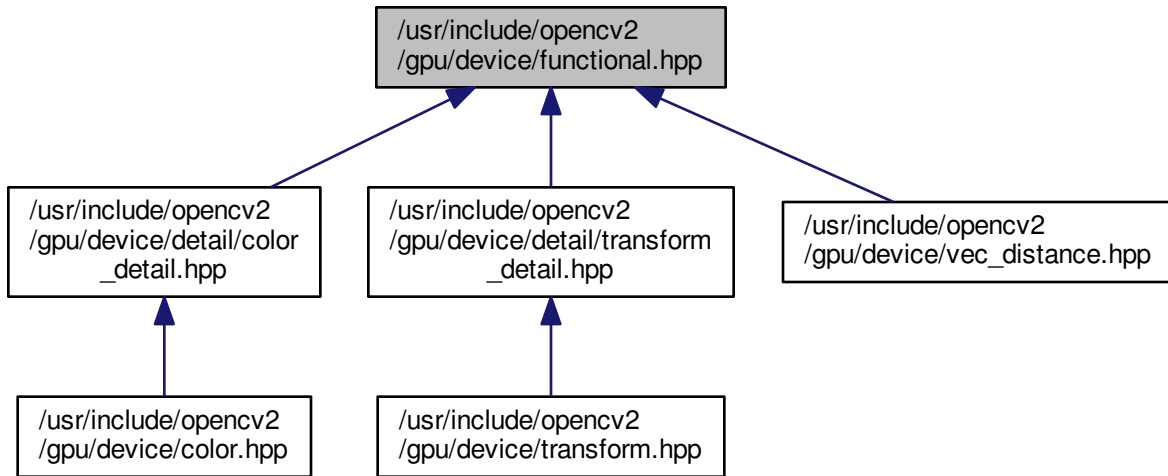 /usr/include/opencv2
/gpu/device/functional.hpp
/usr/include/opencv2
/gpu/device/detail/color
_detail.hpp
/usr/include/opencv2
/gpu/device/detail/transform
_detail.hpp
/usr/include/opencv2
/gpu/device/vec_distance.hpp
/usr/include/opencv2
/gpu/device/color.hpp
/usr/include/opencv2
/gpu/device/transform.hpp